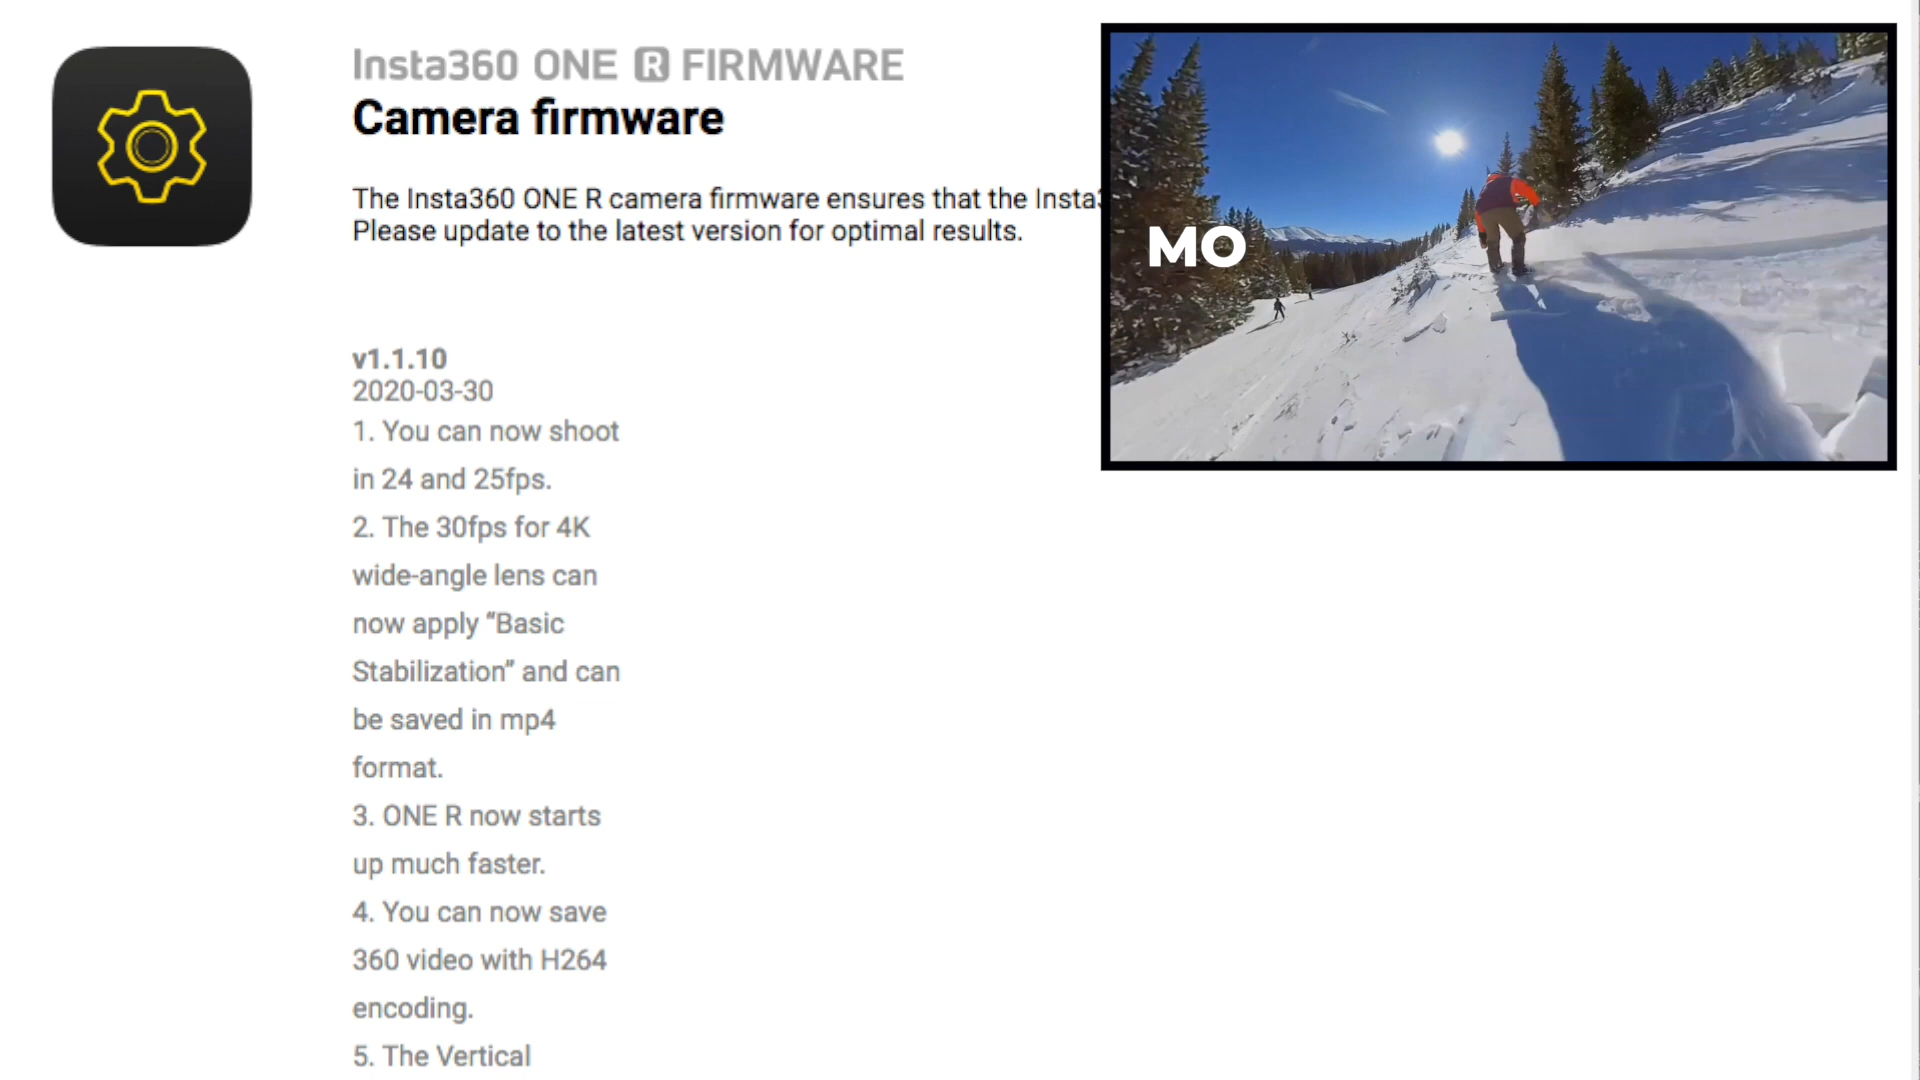 Insta360 ONE R FIRMWARE
Camera firmware
The Insta360 ONE R camera firmware ensures that the
Please update to the latest version for optimal results.
MO
v1.1.10
2020-03-30
1. You can now shoot
in 24 and 25fps.
2. The 30fps for 4K
wide-angle lens can
now apply “Basic
Stabilization” and can
be saved in mp4
format.
3. ONE R now starts
up much faster.
4. You can now save
360 video with H264
encoding.
5. The Vertical